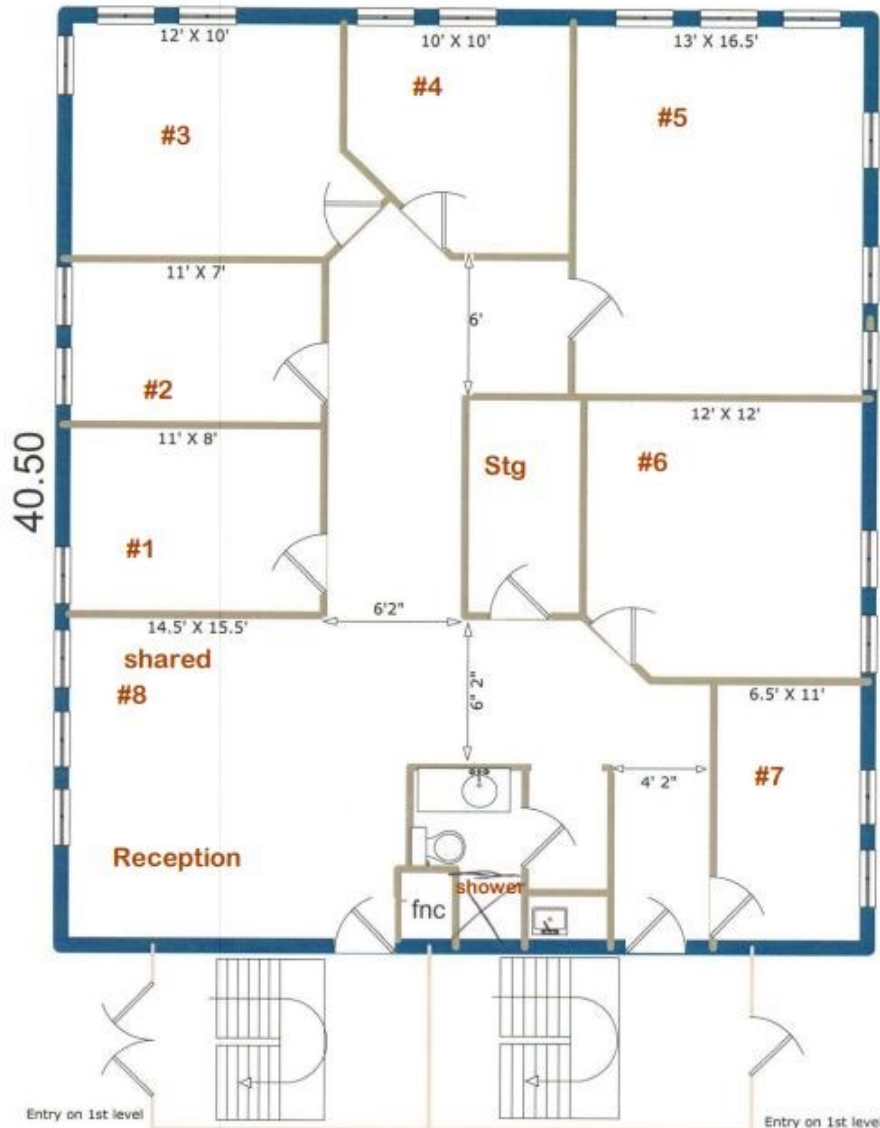 12' X 10'
10' X 10'
13' X 16.5'
#3
#4
#5
11' X 7'
6'
#2
12' X 12'
11' X 8'
#6
Stg
40.50
#1
6'2"
14.5' X 15.5'
shared
#8
6" 2"
6.5' X 11'
4' 2"
#7
Reception
shower
fnc
Entry on 1st level
Entry on 1st level